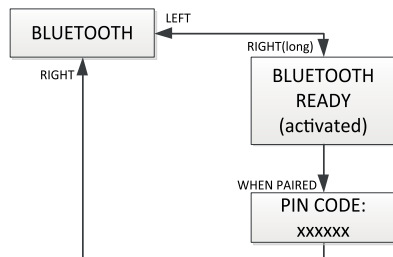 BLUETOOTH
LEFT
RIGHT(long)
RIGHT
BLUETOOTH
READY
(activated)
WHEN PAIRED
PIN CODE:
xxxxxx